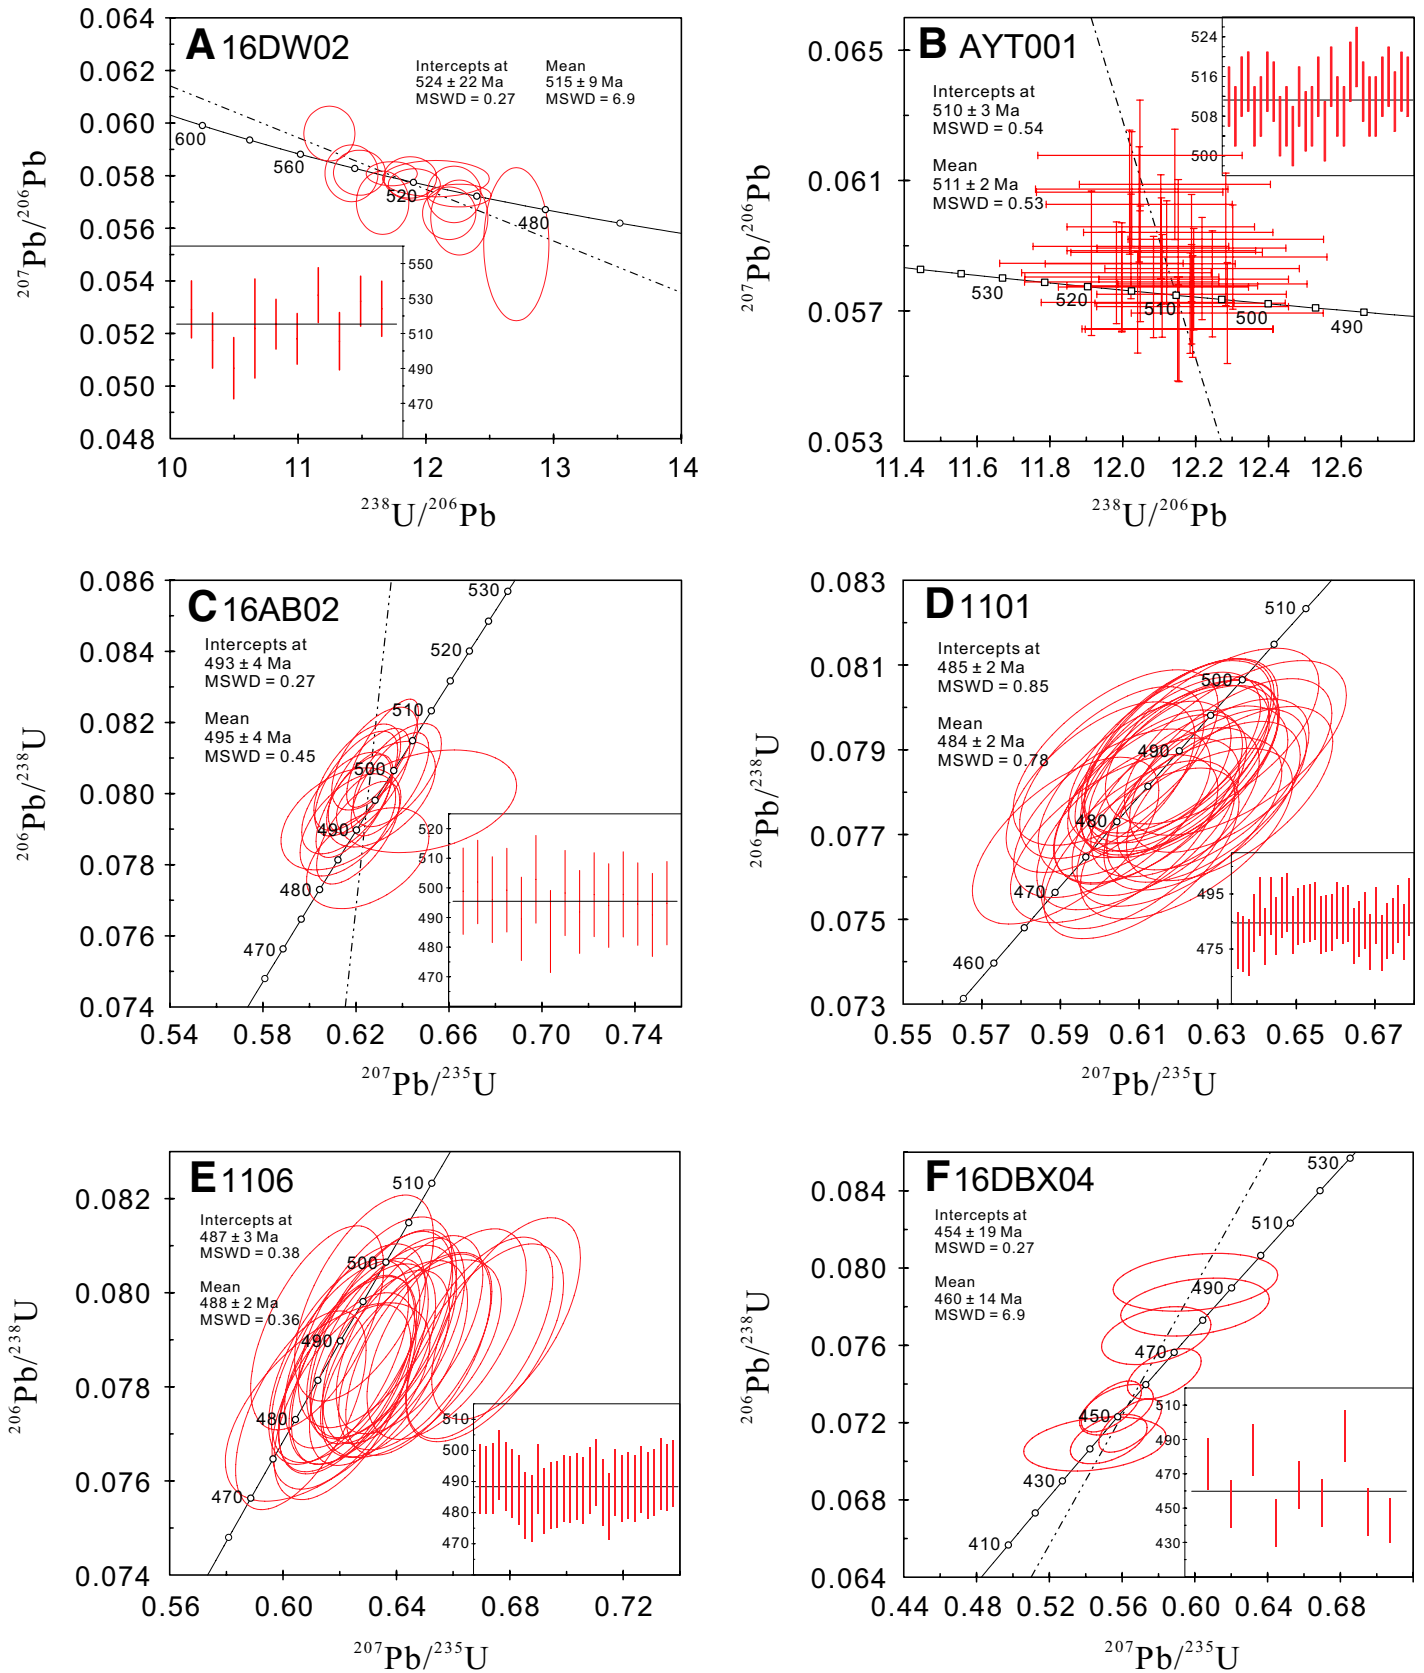 A 16DW02
Intercepts at
524 ± 22 Ma
MSWD = 0.27
Mean
515 ± 9 Ma
MSWD = 6.9
0.064
0.062
0.060
0.058
0.056
0.054
0.052
0.050
0.048
207Pb/206Pb
600
560
520
480
550
530
510
490
470
10 11 12 13 14
238U/206Pb
B AYT001
Intercepts at
510 ± 3 Ma
MSWD = 0.54
Mean
511 ± 2 Ma
MSWD = 0.53
0.065
0.061
0.057
0.053
207Pb/206Pb
524
516
508
500
530
520
510
500
490
11.4 11.6 11.8 12.0 12.2 12.4 12.6
238U/206Pb
C 16AB02
Intercepts at
493 ± 4 Ma
MSWD = 0.27
Mean
495 ± 4 Ma
MSWD = 0.45
0.086
0.084
0.082
0.080
0.078
0.076
0.074
206Pb/238U
530
520
510
500
490
480
470
520
510
500
490
480
470
0.54 0.58 0.62 0.66 0.70 0.74
207Pb/235U
D 1101
Intercepts at
485 ± 2 Ma
MSWD = 0.85
Mean
484 ± 2 Ma
MSWD = 0.78
0.083
0.081
0.079
0.077
0.075
0.073
206Pb/238U
510
500
490
480
470
460
495
475
0.55 0.57 0.59 0.61 0.63 0.65 0.67
207Pb/235U
E 1106
Intercepts at
487 ± 3 Ma
MSWD = 0.38
Mean
488 ± 2 Ma
MSWD = 0.36
0.082
0.080
0.078
0.076
0.074
206Pb/238U
510
500
490
480
470
510
500
490
480
470
0.56 0.60 0.64 0.68 0.72
207Pb/235U
F 16DBX04
Intercepts at
454 ± 19 Ma
MSWD = 0.27
Mean
460 ± 14 Ma
MSWD = 6.9
0.084
0.080
0.076
0.072
0.068
0.064
206Pb/238U
530
510
490
470
450
430
410
510
490
470
460
450
430
0.44 0.48 0.52 0.56 0.60 0.64 0.68
207Pb/235U